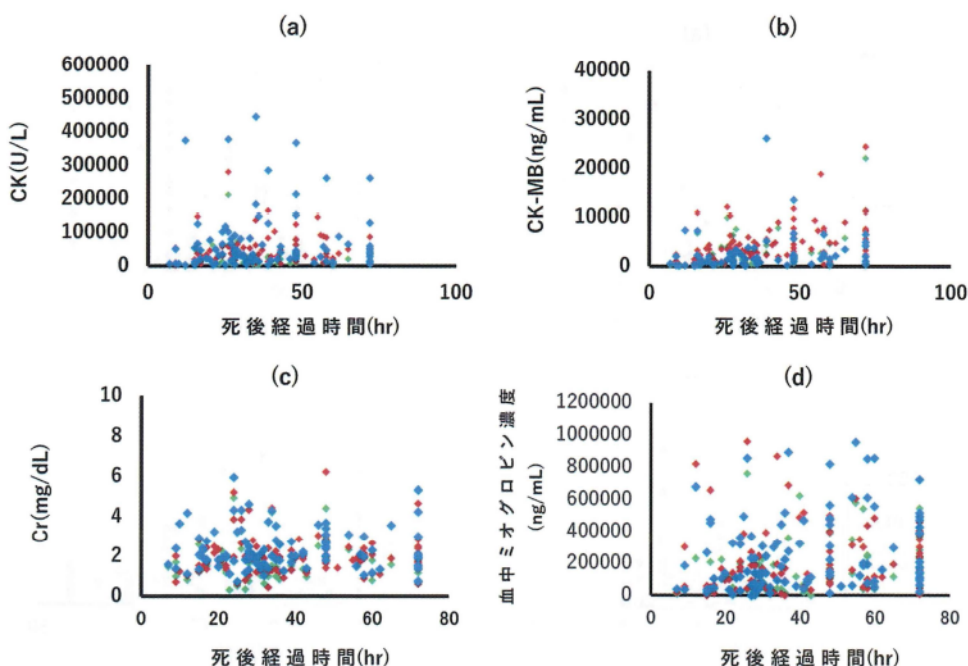 (a)
600000
500000
400000
300000
200000
100000
0
CK(U/L)
0 50 100
死後経過時間(hr)
(b)
40000
30000
20000
10000
0
CK-MB(ng/mL)
0 50 100
死後経過時間(hr)
(c)
10
8
6
4
2
0
Cr(mg/dL)
0 20 40 60 80
死後経過時間(hr)
(d)
1200000
1000000
800000
600000
400000
200000
0
血中ミオグロビン濃度
(ng/mL)
0 20 40 60 80
死後経過時間(hr)